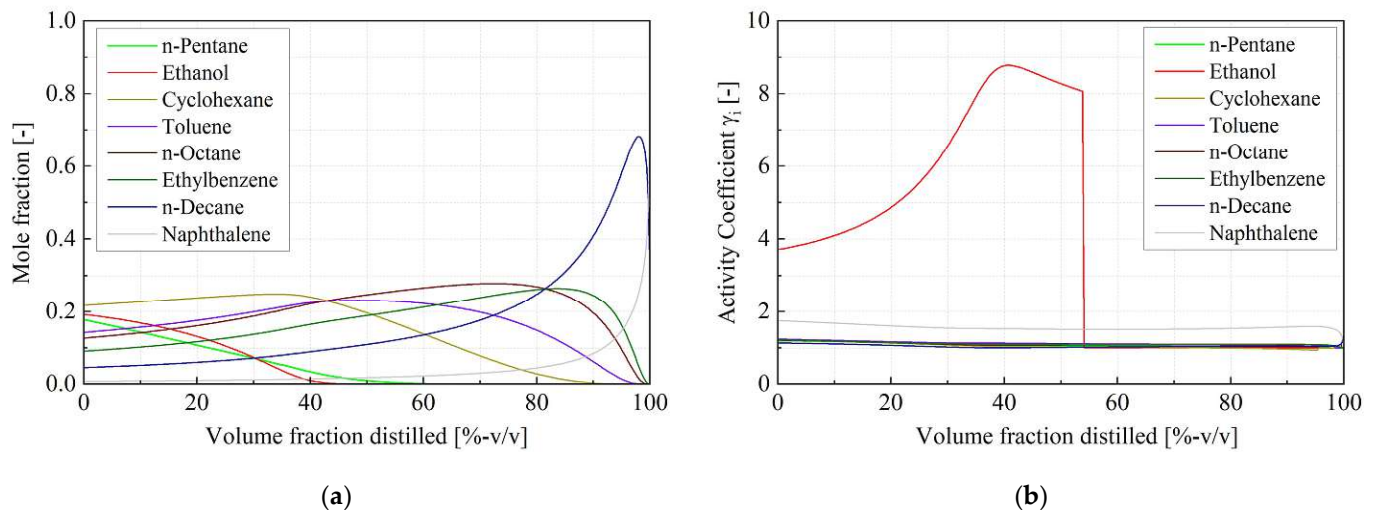 1.0
0.8
0.6
0.4
0.2
0.0
Mole fraction [-]
n-Pentane
Ethanol
Cyclohexane
Toluene
n-Octane
Ethylbenzene
n-Decane
Naphthalene
0 20 40 60 80 100
Volume fraction distilled [%-v/v]
(a)
10
8
6
4
2
0
Activity Coefficient γi [-]
n-Pentane
Ethanol
Cyclohexane
Toluene
n-Octane
Ethylbenzene
n-Decane
Naphthalene
0 20 40 60 80 100
Volume fraction distilled [%-v/v]
(b)